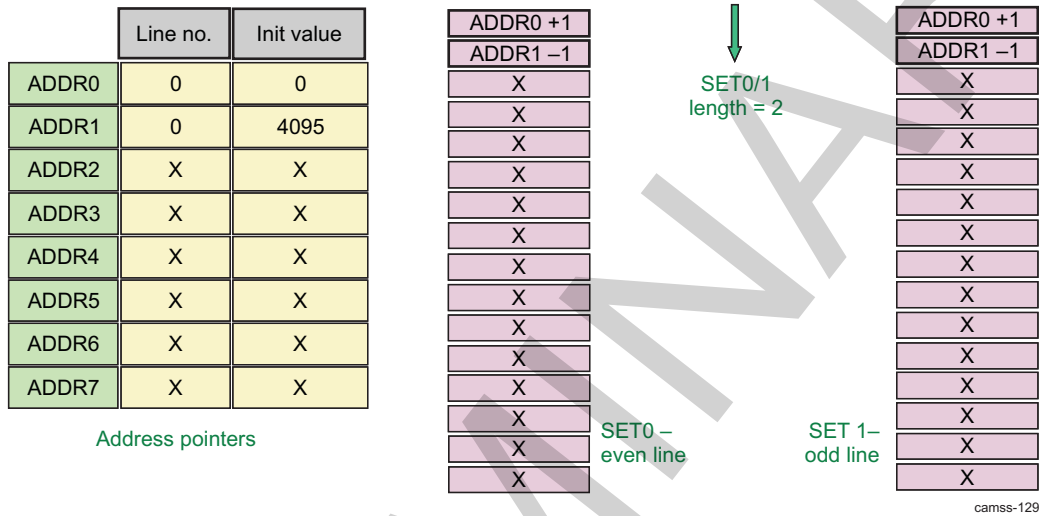 Line no. Init value
ADDR0 0 0
ADDR1 0 4095
ADDR2 X X
ADDR3 X X
ADDR4 X X
ADDR5 X X
ADDR6 X X
ADDR7 X X
Address pointers
ADDR0 +1
ADDR1 –1
X
X
X
X
X
X
X
X
X
X
X
X
X
X
SET0 –
even line
SET0/1
length = 2
ADDR0 +1
ADDR1 –1
X
X
X
X
X
X
X
X
X
X
X
X
X
X
SET 1–
odd line
camss-129
MINA